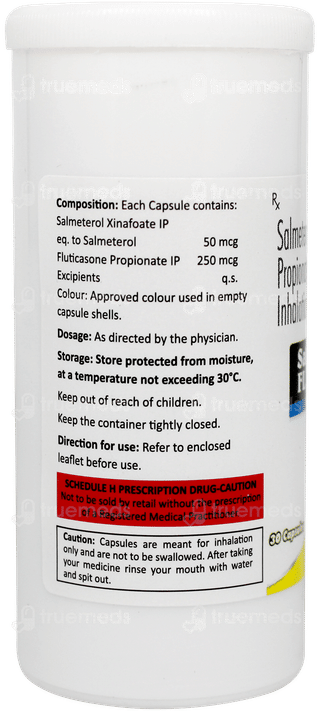 Composition: Each Capsule contains:
Salmeterol Xinafoate IP
eq. to Salmeterol 50 mcg
Fluticasone Propionate IP 250 mcg
Excipients q.s.
Colour: Approved colour used in empty
capsule shells.
Dosage: As directed by the physician.
Storage: Store protected from moisture,
at a temperature not exceeding 30°C.
Keep out of reach of children.
Keep the container tightly closed.
Direction for use: Refer to enclosed
leaflet before use.
SCHEDULE H PRESCRIPTION DRUG-CAUTION
Not to be sold by retail without the prescription
of a Registered Medical Practitioner.
Caution: Capsules are meant for inhalation
only and are not to be swallowed. After taking
your medicine rinse your mouth with water
and spit out.
Rx
Salmete
Propion
Inhalati
30 Capsule
truemeds